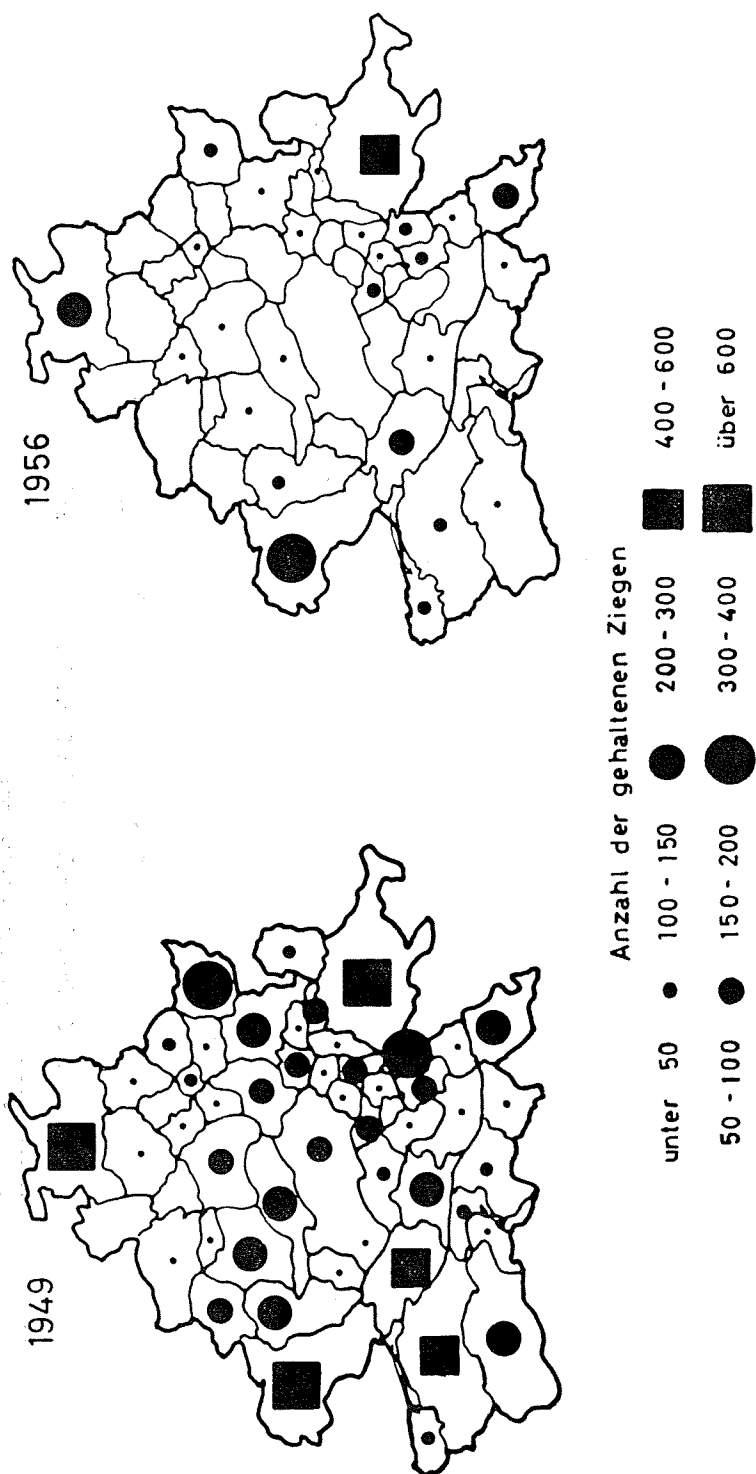 1949
1956
Anzahl der gehaltenen Ziegen
unter 50 100 - 150 200 - 300 400 - 600
50 - 100 150 - 200 300 - 400 über 600